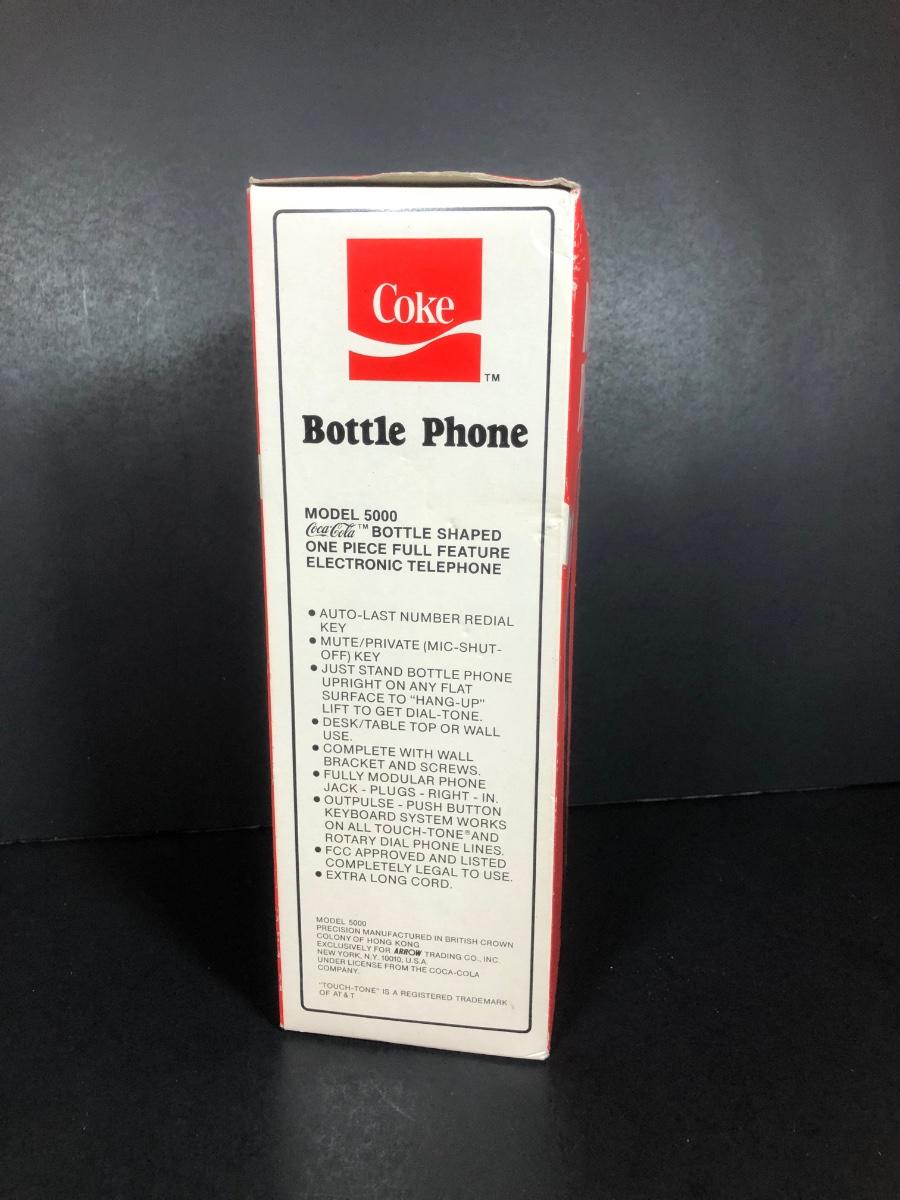 Coke
TM
Bottle Phone
MODEL 5000
Coca-Cola™ BOTTLE SHAPED
ONE PIECE FULL FEATURE
ELECTRONIC TELEPHONE
● AUTO-LAST NUMBER REDIAL
KEY
● MUTE/PRIVATE (MIC-SHUT-
OFF) KEY
● JUST STAND BOTTLE PHONE
UPRIGHT ON ANY FLAT
SURFACE TO "HANG-UP"
LIFT TO GET DIAL-TONE.
● DESK/TABLE TOP OR WALL
USE.
● COMPLETE WITH WALL
BRACKET AND SCREWS.
● FULLY MODULAR PHONE
JACK - PLUGS - RIGHT - IN.
● OUTPULSE - PUSH BUTTON
KEYBOARD SYSTEM WORKS
ON ALL TOUCH-TONE® AND
ROTARY DIAL PHONE LINES.
● FCC APPROVED AND LISTED
COMPLETELY LEGAL TO USE.
● EXTRA LONG CORD.
MODEL 5000
PRECISION MANUFACTURED IN BRITISH CROWN
COLONY OF HONG KONG
EXCLUSIVELY FOR ARROW TRADING CO., INC.
NEW YORK, N.Y. 10010, U.S.A.
UNDER LICENSE FROM THE COCA-COLA
COMPANY.
"TOUCH-TONE" IS A REGISTERED TRADEMARK
OF AT & T